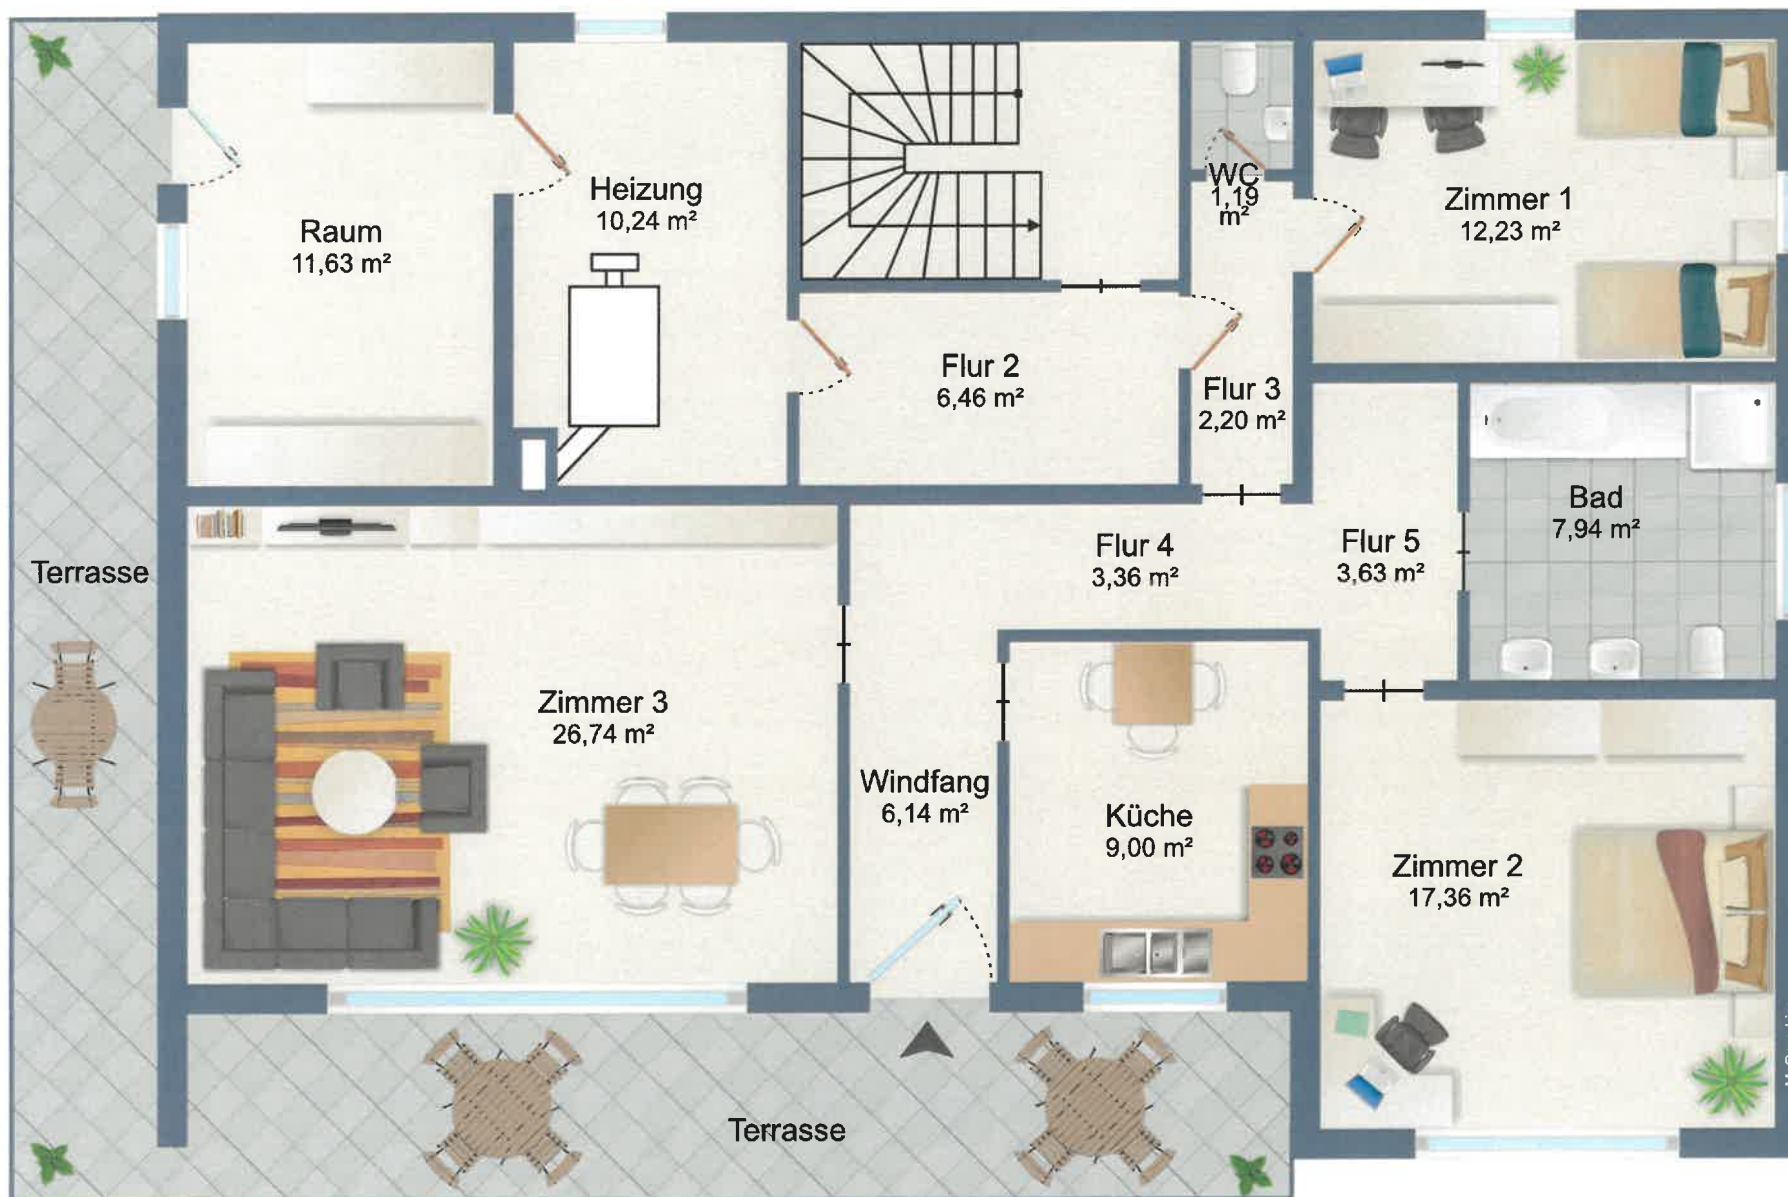 Raum
11,63 m²
Heizung
10,24 m²
WC
1,19
m²
Zimmer 1
12,23 m²
Flur 2
6,46 m²
Flur 3
2,20 m²
Terrasse
Flur 4
3,36 m²
Flur 5
3,63 m²
Bad
7,94 m²
Zimmer 3
26,74 m²
Windfang
6,14 m²
Küche
9,00 m²
Zimmer 2
17,36 m²
Terrasse